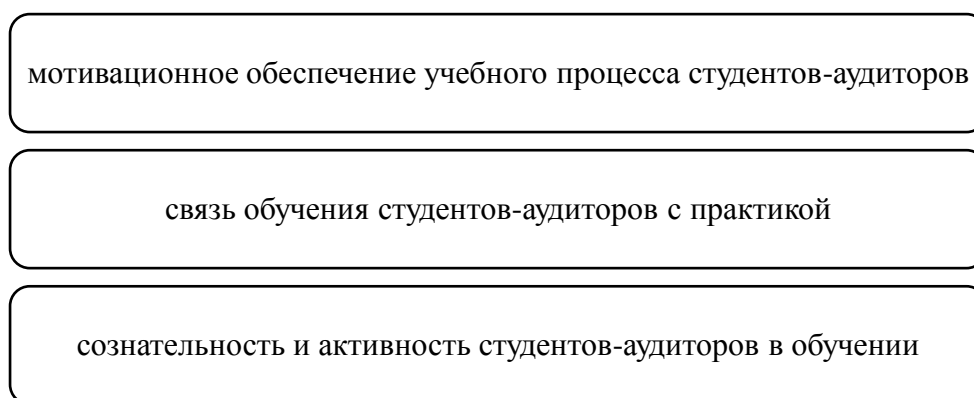 мотивационное обеспечение учебного процесса студентов-аудиторов
связь обучения студентов-аудиторов с практикой
сознательность и активность студентов-аудиторов в обучении